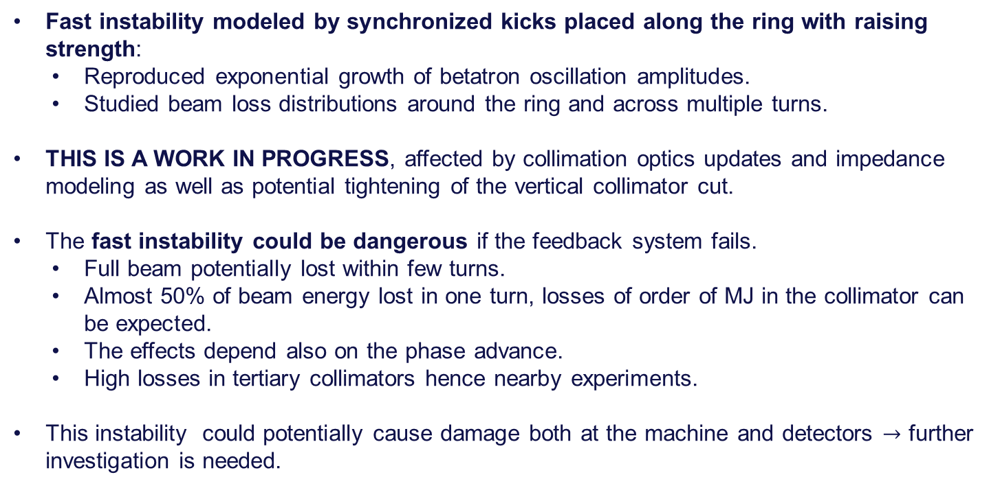 • Fast instability modeled by synchronized kicks placed along the ring with raising
strength:
• Reproduced exponential growth of betatron oscillation amplitudes.
• Studied beam loss distributions around the ring and across multiple turns.
• THIS IS A WORK IN PROGRESS, affected by collimation optics updates and impedance
modeling as well as potential tightening of the vertical collimator cut.
• The fast instability could be dangerous if the feedback system fails.
• Full beam potentially lost within few turns.
• Almost 50% of beam energy lost in one turn, losses of order of MJ in the collimator can
be expected.
• The effects depend also on the phase advance.
• High losses in tertiary collimators hence nearby experiments.
• This instability could potentially cause damage both at the machine and detectors → further
investigation is needed.